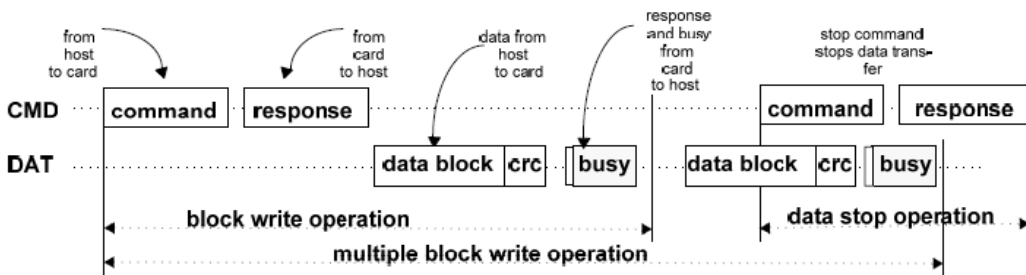 from
host
to card
from
card
to host
data from
host
to card
response
and busy
from
card
to host
stop command
stops data trans-
fer
CMD
command
response
command
response
DAT
data block
crc
busy
data block
crc
busy
block write operation
data stop operation
multiple block write operation